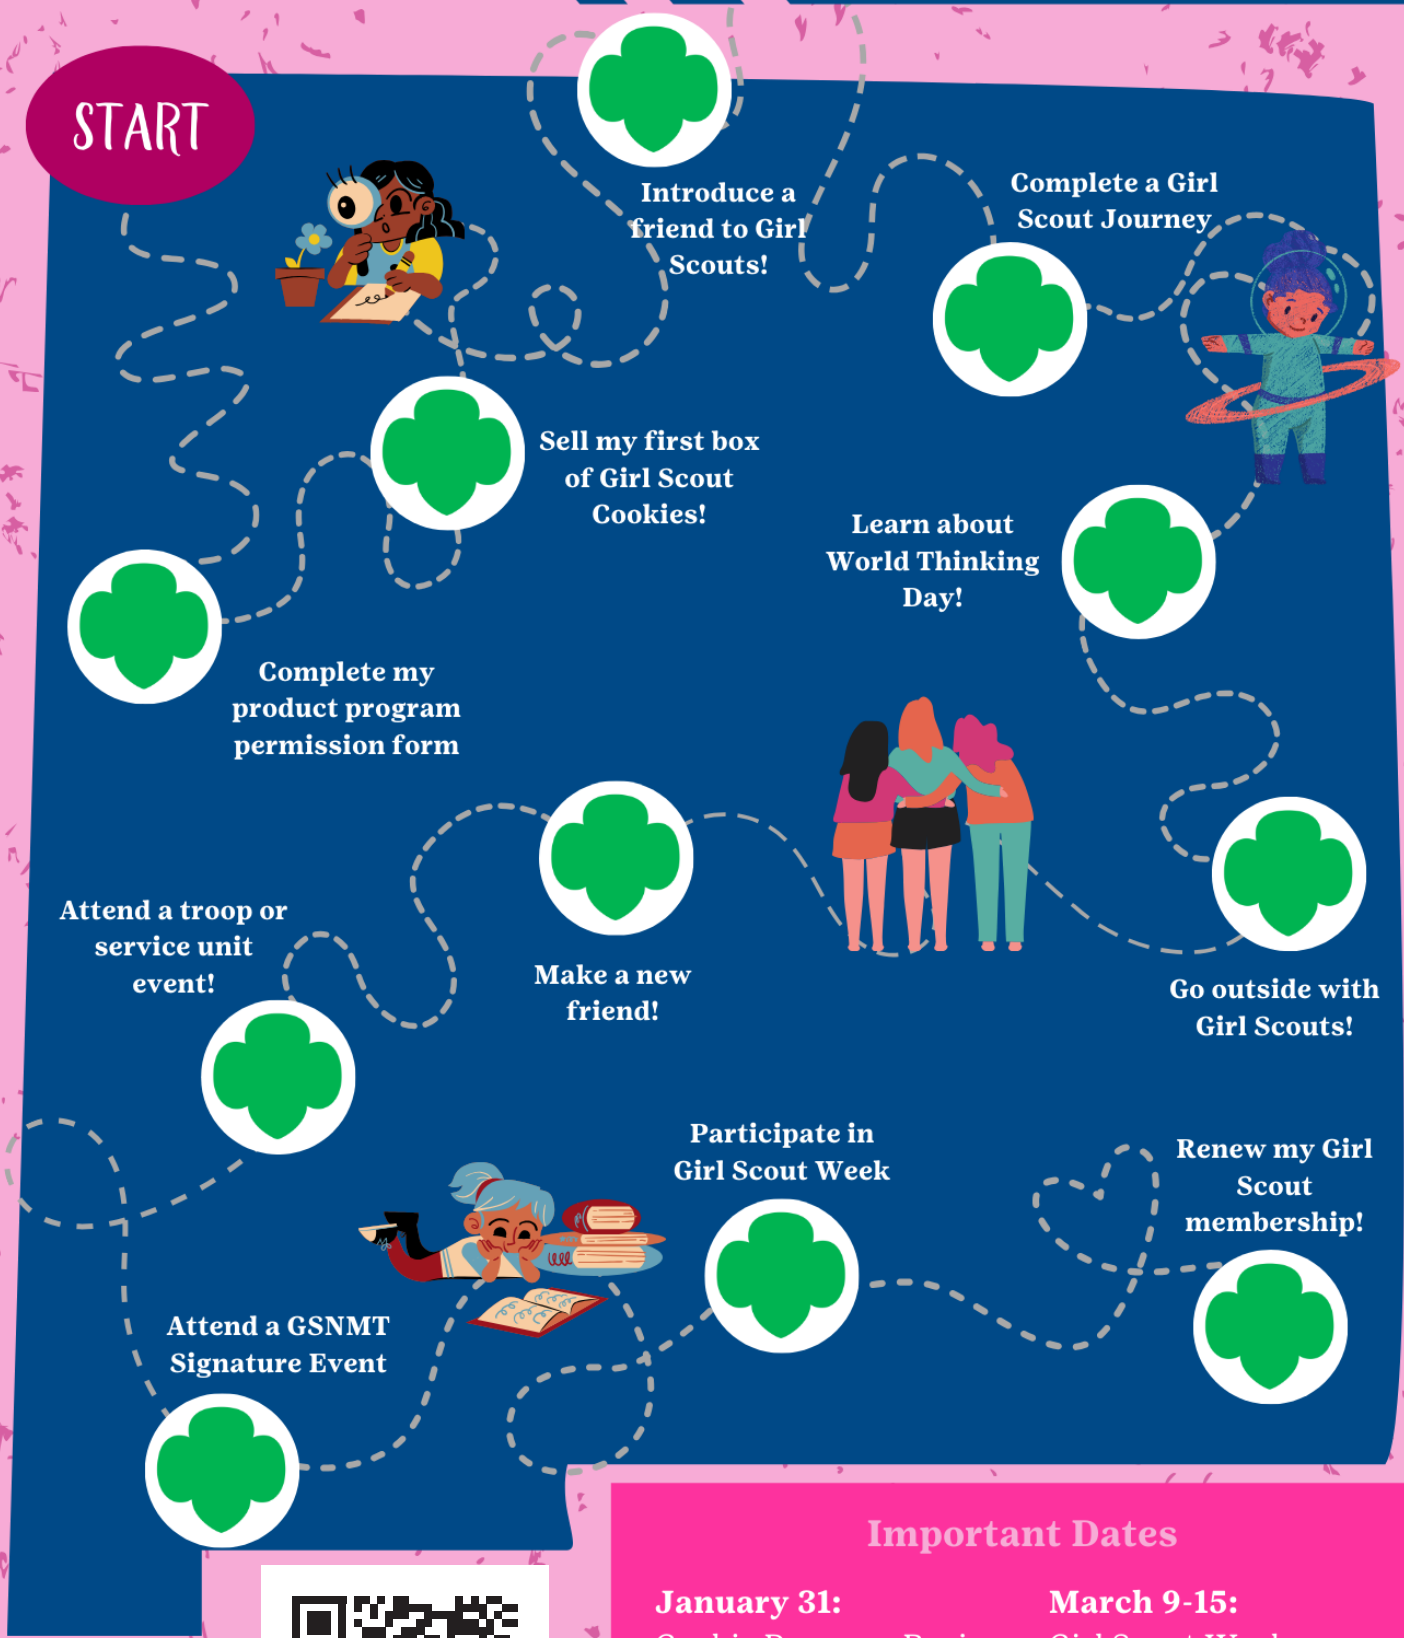 START
Introduce a
friend to Girl
Scouts!
Complete a Girl
Scout Journey
Sell my first box
of Girl Scout
Cookies!
Learn about
World Thinking
Day!
Complete my
product program
permission form
Attend a troop or
service unit
event!
Make a new
friend!
Go outside with
Girl Scouts!
Participate in
Girl Scout Week
Renew my Girl
Scout
membership!
Attend a GSNMT
Signature Event
Important Dates
January 31:
March 9-15:
Girl Scout Week